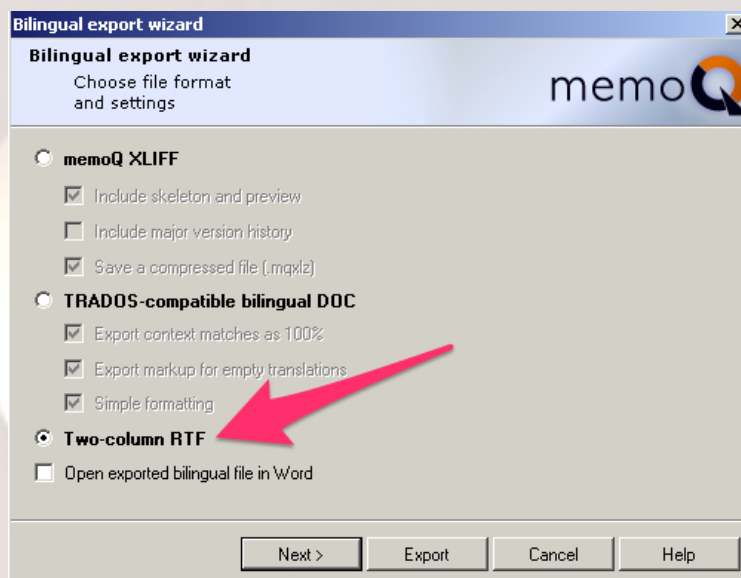 Bilingual export wizard
Bilingual export wizard
Choose file format
and settings
memoQ
memoQ XLIFF
Include skeleton and preview
Include major version history
Save a compressed file (.mqxlz)
TRADOS-compatible bilingual DOC
Export context matches as 100%
Export markup for empty translations
Simple formatting
Two-column RTF
Open exported bilingual file in Word
Next >
Export
Cancel
Help